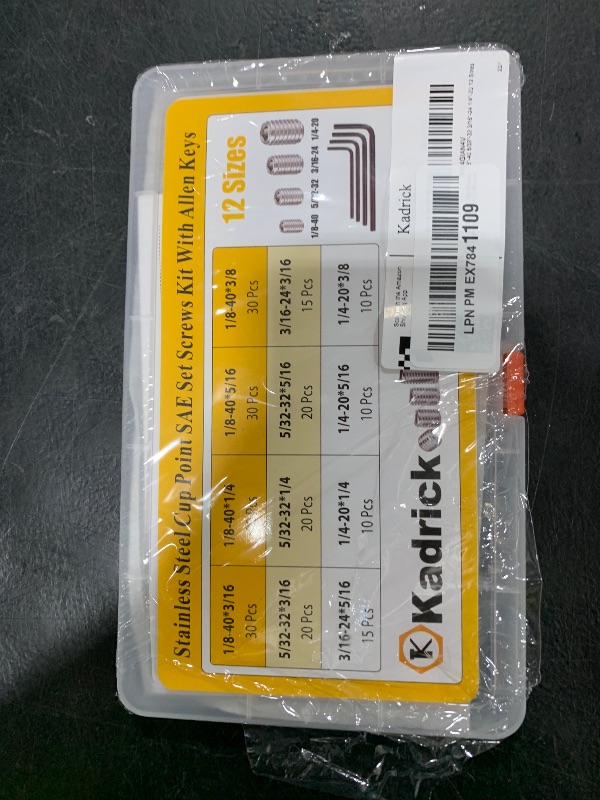 Stainless Steel Cup Point SAE Set Screws Kit With Allen Keys
12 Sizes
1/8-40
3/16-24
1/4-20
1/8-40*3/16
1/8-40*1/4
1/8-40*5/16
1/8-40*3/8
30 Pcs
Pcs
30 Pcs
30 Pcs
5/32-32*3/16
5/32-32*1/4
5/32-32*5/16
3/16-24*3/16
20 Pcs
20 Pcs
20 Pcs
15 Pcs
3/16-24*5/16
1/4-20*1/4
1/4-20*5/16
1/4-20*3/8
15 Pcs
10 Pcs
10 Pcs
10 Pcs
K Kadrick
Kadrick
the Amazon
App
LPN PM EX7841109